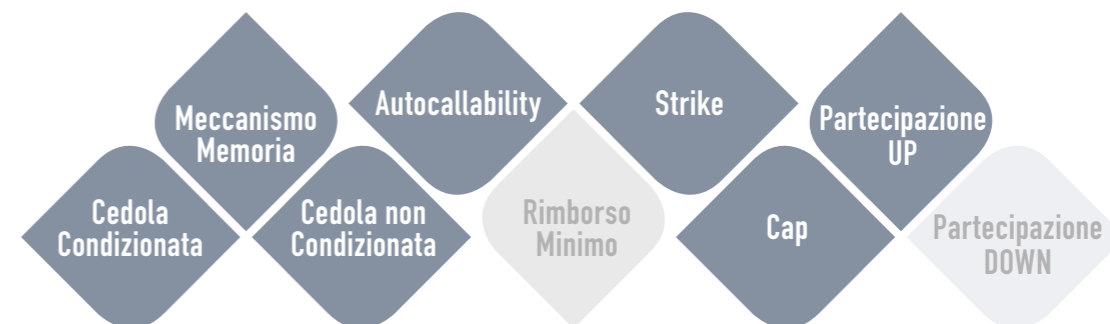 Meccanismo
Memoria
Autocallability
Strike
Partecipazione
UP
Cedola
Condizionata
Cedola non
Condizionata
Rimborso
Minimo
Cap
Partecipazione
DOWN